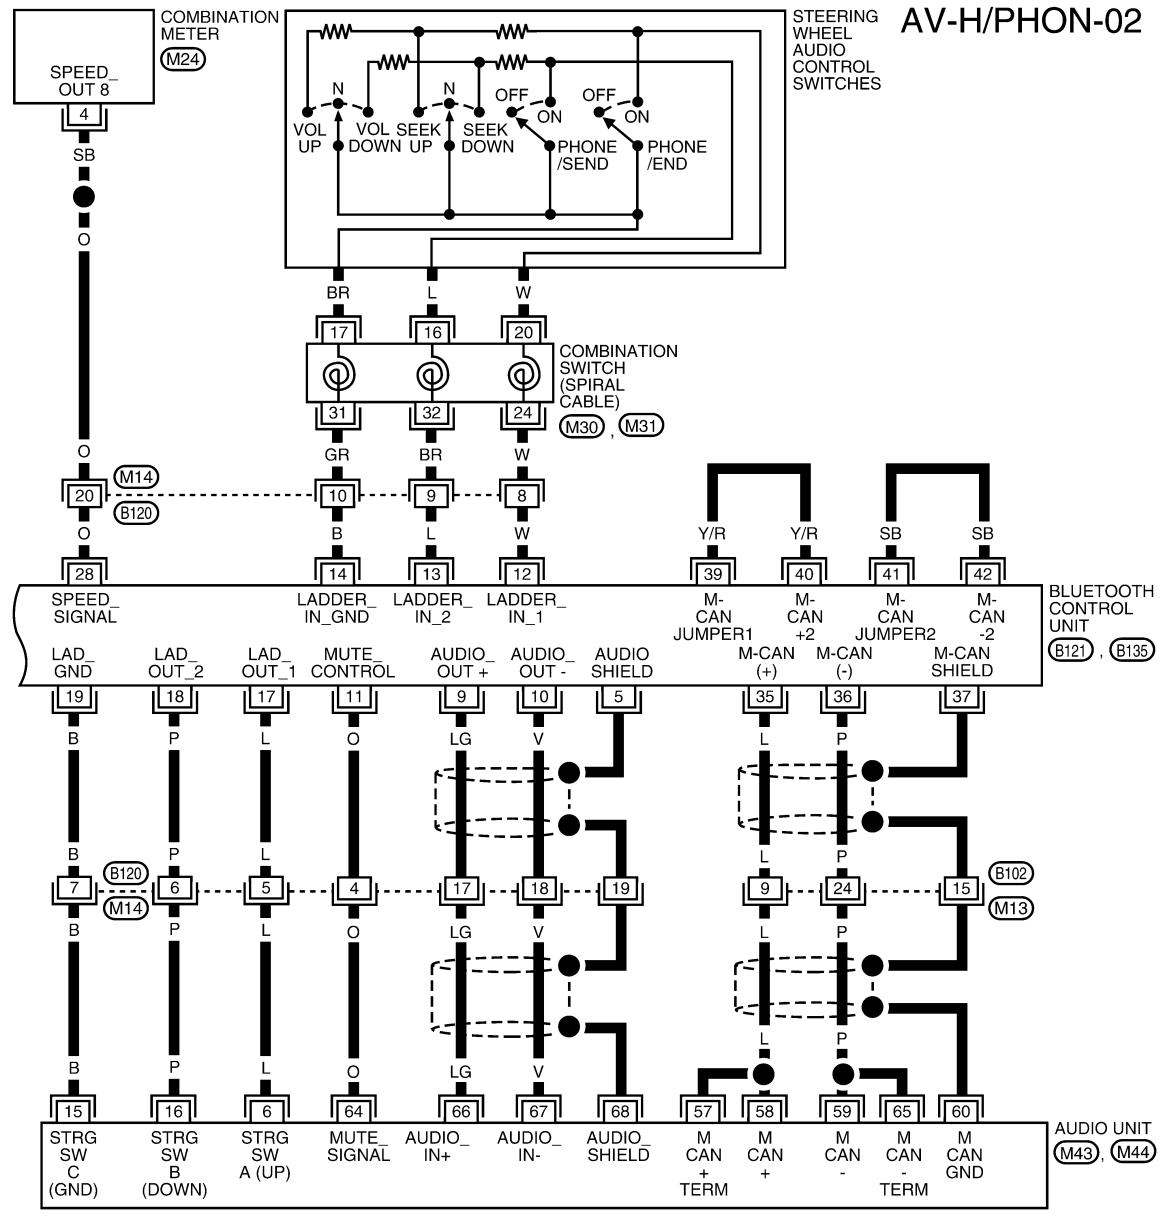 AV-H/PHON-02
COMBINATION
METER
M24
SPEED_
OUT 8
4
SB
O
O
STEERING
WHEEL
AUDIO
CONTROL
SWITCHES
N
N
OFF
ON
OFF
ON
VOL
UP
VOL
DOWN
SEEK
UP
SEEK
DOWN
PHONE
/SEND
PHONE
/END
BR L W
17 16 20
COMBINATION
SWITCH
(SPIRAL
CABLE)
M30 , M31
31 32 24
GR BR W
M14
20 10 9 8
B120
O B L W
Y/R Y/R SB SB
28 14 13 12 39 40 41 42
BLUETOOTH
CONTROL
UNIT
B121 , B135
SPEED_
SIGNAL
LADDER_
IN_GND
LADDER_
IN_2
LADDER_
IN_1
M-
CAN
JUMPER1
M-
CAN
+2
M-
CAN
JUMPER2
M-
CAN
-2
LAD_
GND
LAD_
OUT_2
LAD_
OUT_1
MUTE_
CONTROL
AUDIO_
OUT +
AUDIO_
OUT -
AUDIO
SHIELD
M-CAN
(+)
M-CAN
(-)
M-CAN
SHIELD
19 18 17 11 9 10 5 35 36 37
B P L O LG V L P
B P L L P
B120
B102
7 6 5 4 17 18 19 9 24 15
M14
M13
B P L O LG V L P
L P
B P L O LG V
15 16 6 64 66 67 68 57 58 59 65 60
AUDIO UNIT
M43 , M44
STRG
SW
C
(GND)
STRG
SW
B
(DOWN)
STRG
SW
A (UP)
MUTE_
SIGNAL
AUDIO_
IN+
AUDIO_
IN-
AUDIO_
SHIELD
M
CAN
+
TERM
M
CAN
+
M
CAN
-
M
CAN
-
TERM
M
CAN
GND